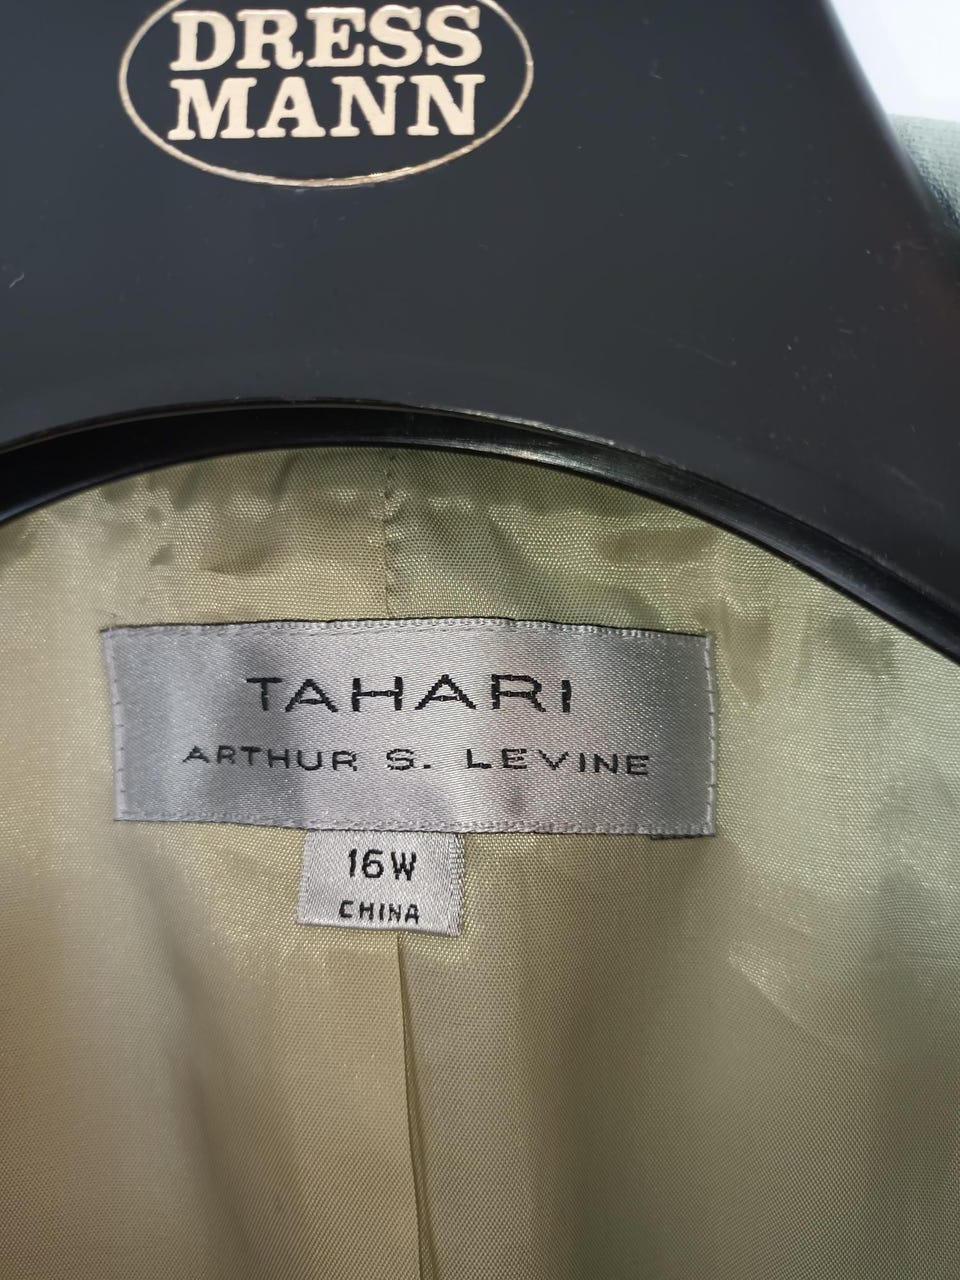 DRESS
MANN
TAHARI
ARTHUR S. LEVINE
16W
CHINA